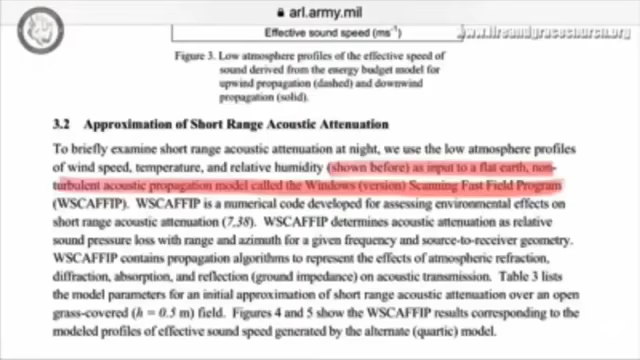 arl.army.mil
Effective sound speed (ms⁻¹)
www.fireandgracechurch.org
Figure 3. Low atmosphere profiles of the effective speed of
sound derived from the energy budget model for
upwind propagation (dashed) and downwind
propagation (solid).
3.2 Approximation of Short Range Acoustic Attenuation
To briefly examine short range acoustic attenuation at night, we use the low atmosphere profiles
of wind speed, temperature, and relative humidity (shown before) as input to a flat earth, non-
turbulent acoustic propagation model called the Windows (version) Scanning Fast Field Program
(WSCAFFIP). WSCAFFIP is a numerical code developed for assessing environmental effects on
short range acoustic attenuation (7,38). WSCAFFIP determines acoustic attenuation as relative
sound pressure loss with range and azimuth for a given frequency and source-to-receiver geometry.
WSCAFFIP contains propagation algorithms to represent the effects of atmospheric refraction,
diffraction, absorption, and reflection (ground impedance) on acoustic transmission. Table 3 lists
the model parameters for an initial approximation of short range acoustic attenuation over an open
grass-covered (h = 0.5 m) field. Figures 4 and 5 show the WSCAFFIP results corresponding to the
modeled profiles of effective sound speed generated by the alternate (quartic) model.